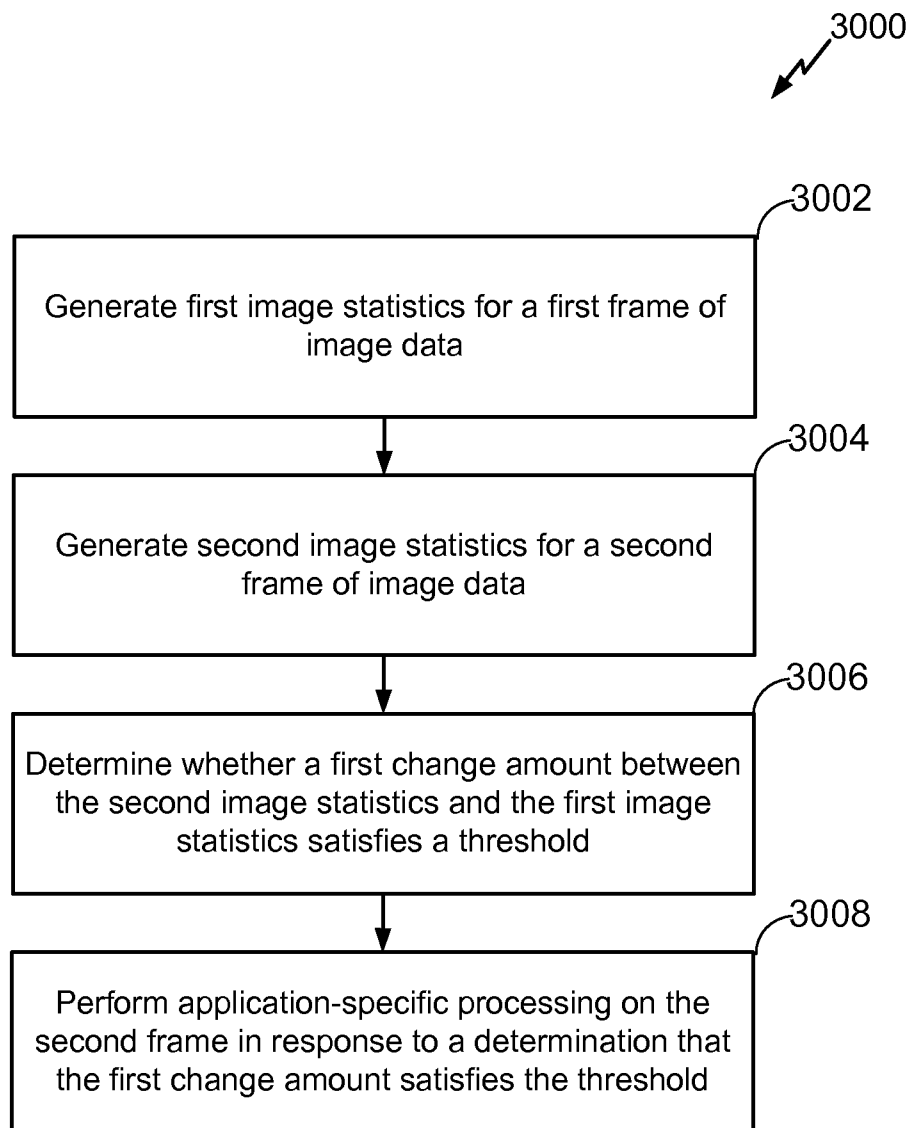 3000
3002
Generate first image statistics for a first frame of
image data
3004
Generate second image statistics for a second
frame of image data
3006
Determine whether a first change amount between
the second image statistics and the first image
statistics satisfies a threshold
3008
Perform application-specific processing on the
second frame in response to a determination that
the first change amount satisfies the threshold